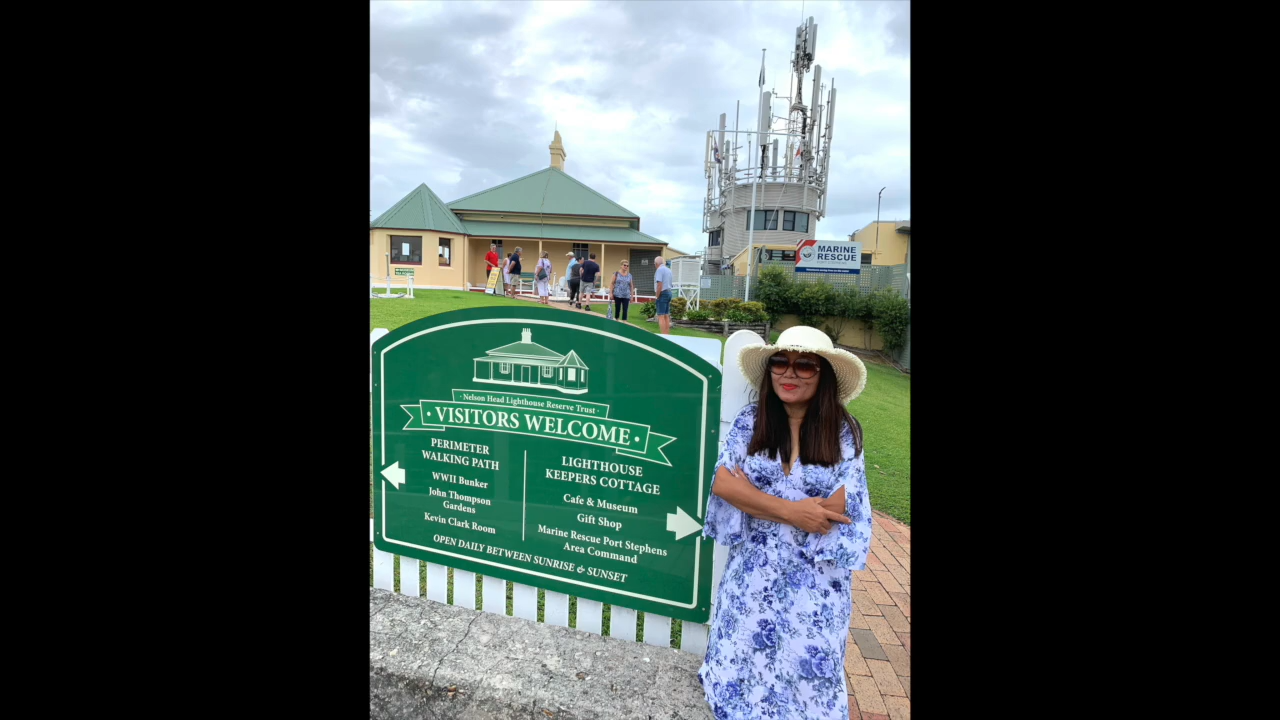 MARINE
RESCUE
Nelson Head Lighthouse Reserve Trust
• VISITORS WELCOME •
PERIMETER
WALKING PATH
WWII Bunker
John Thompson
Gardens
Kevin Clark Room
LIGHTHOUSE
KEEPERS COTTAGE
Cafe & Museum
Gift Shop
Marine Rescue Port Stephens
Area Command
OPEN DAILY BETWEEN SUNRISE & SUNSET